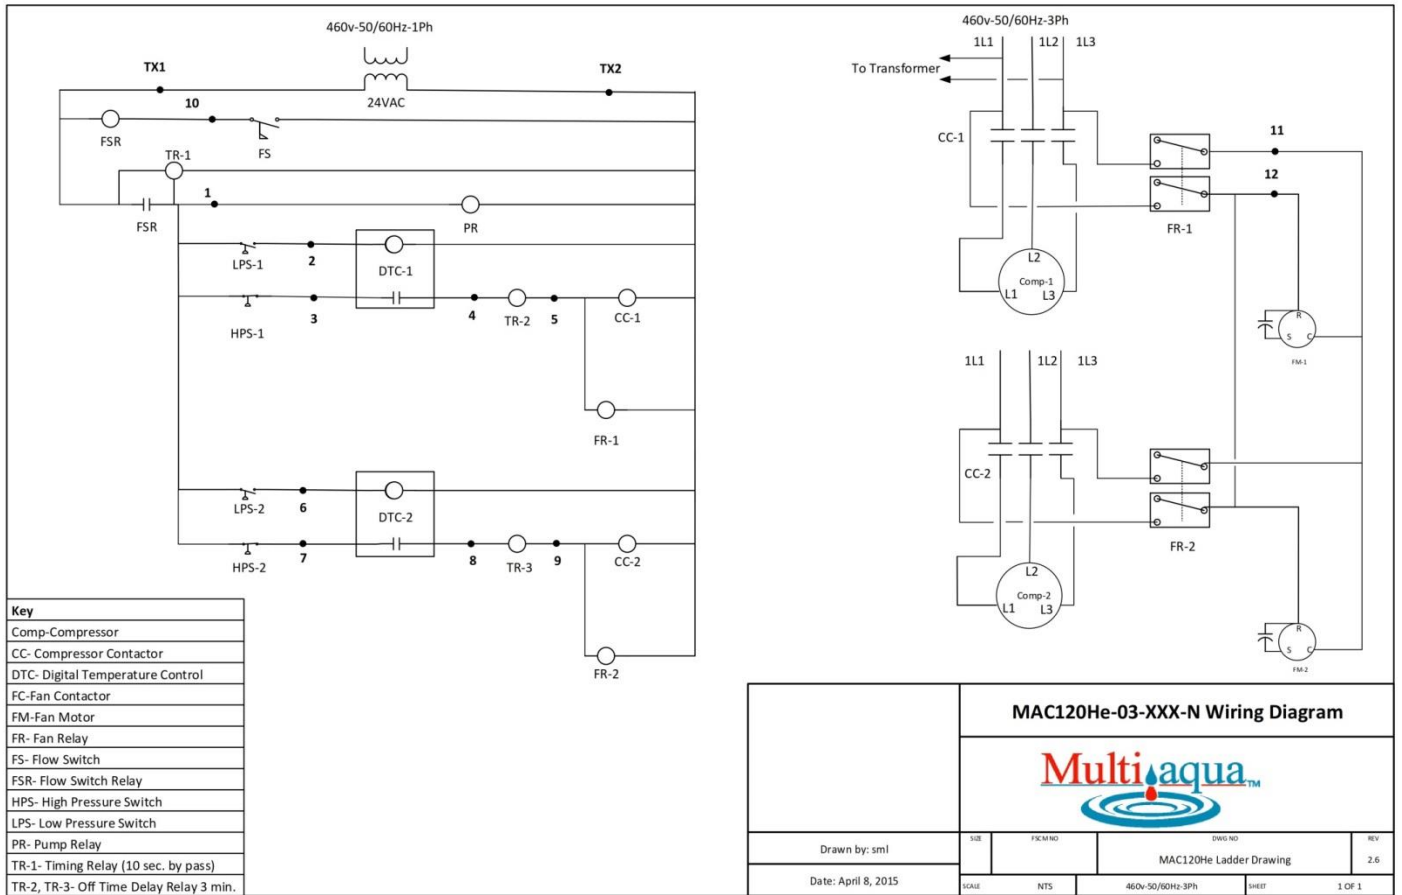 460v-50/60Hz-1Ph
TX1
TX2
24VAC
10
FSR
FS
TR-1
1
FSR
PR
LPS-1
2
DTC-1
HPS-1
3
4
TR-2
5
CC-1
FR-1
LPS-2
6
DTC-2
HPS-2
7
8
TR-3
9
CC-2
FR-2
460v-50/60Hz-3Ph
1L1
1L2
1L3
To Transformer
CC-1
11
12
FR-1
L2
Comp-1
L1
L3
R
S
C
FM-1
1L1
1L2
1L3
CC-2
FR-2
L2
Comp-2
L1
L3
R
S
C
FM-2
Key
Comp-Compressor
CC- Compressor Contactor
DTC- Digital Temperature Control
FC-Fan Contactor
FM-Fan Motor
FR- Fan Relay
FS- Flow Switch
FSR- Flow Switch Relay
HPS- High Pressure Switch
LPS- Low Pressure Switch
PR- Pump Relay
TR-1- Timing Relay (10 sec. by pass)
TR-2, TR-3- Off Time Delay Relay 3 min.
MAC120He-03-XXX-N Wiring Diagram
Multiaqua TM
Drawn by: sml
Date: April 8, 2015
SIZE
FSCM NO
DWG NO
REV
MAC120He Ladder Drawing
2.6
SCALE
NTS
460v-50/60Hz-3Ph
SHEET
1 OF 1